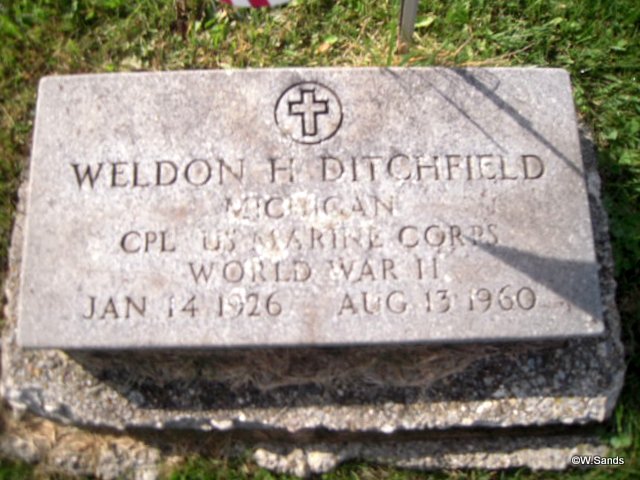 WELDON H DITCHFIELD
MICHIGAN
CPL US MARINE CORPS
WORLD WAR II
JAN 14 1926 AUG 13 1960
©W.Sands